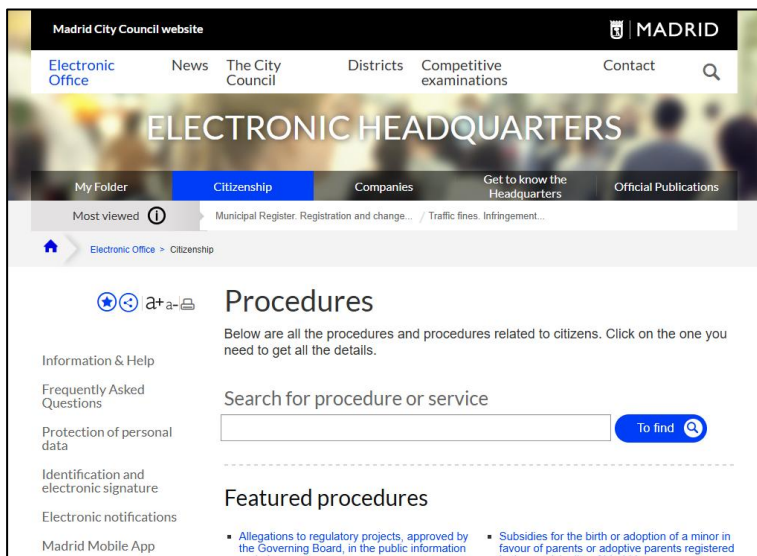 Madrid City Council website
MADRID
Electronic Office
News
The City Council
Districts
Competitive examinations
Contact
ELECTRONIC HEADQUARTERS
My Folder
Citizenship
Companies
Get to know the Headquarters
Official Publications
Most viewed
Municipal Register. Registration and change... / Traffic fines. Infringement...
Electronic Office > Citizenship
a+ a-
Procedures
Below are all the procedures and procedures related to citizens. Click on the one you
need to get all the details.
Information & Help
Frequently Asked
Questions
Protection of personal
data
Identification and
electronic signature
Electronic notifications
Madrid Mobile App
Search for procedure or service
To find
Featured procedures
Allegations to regulatory projects, approved by
the Governing Board, in the public information
Subsidies for the birth or adoption of a minor in
favour of parents or adoptive parents registered